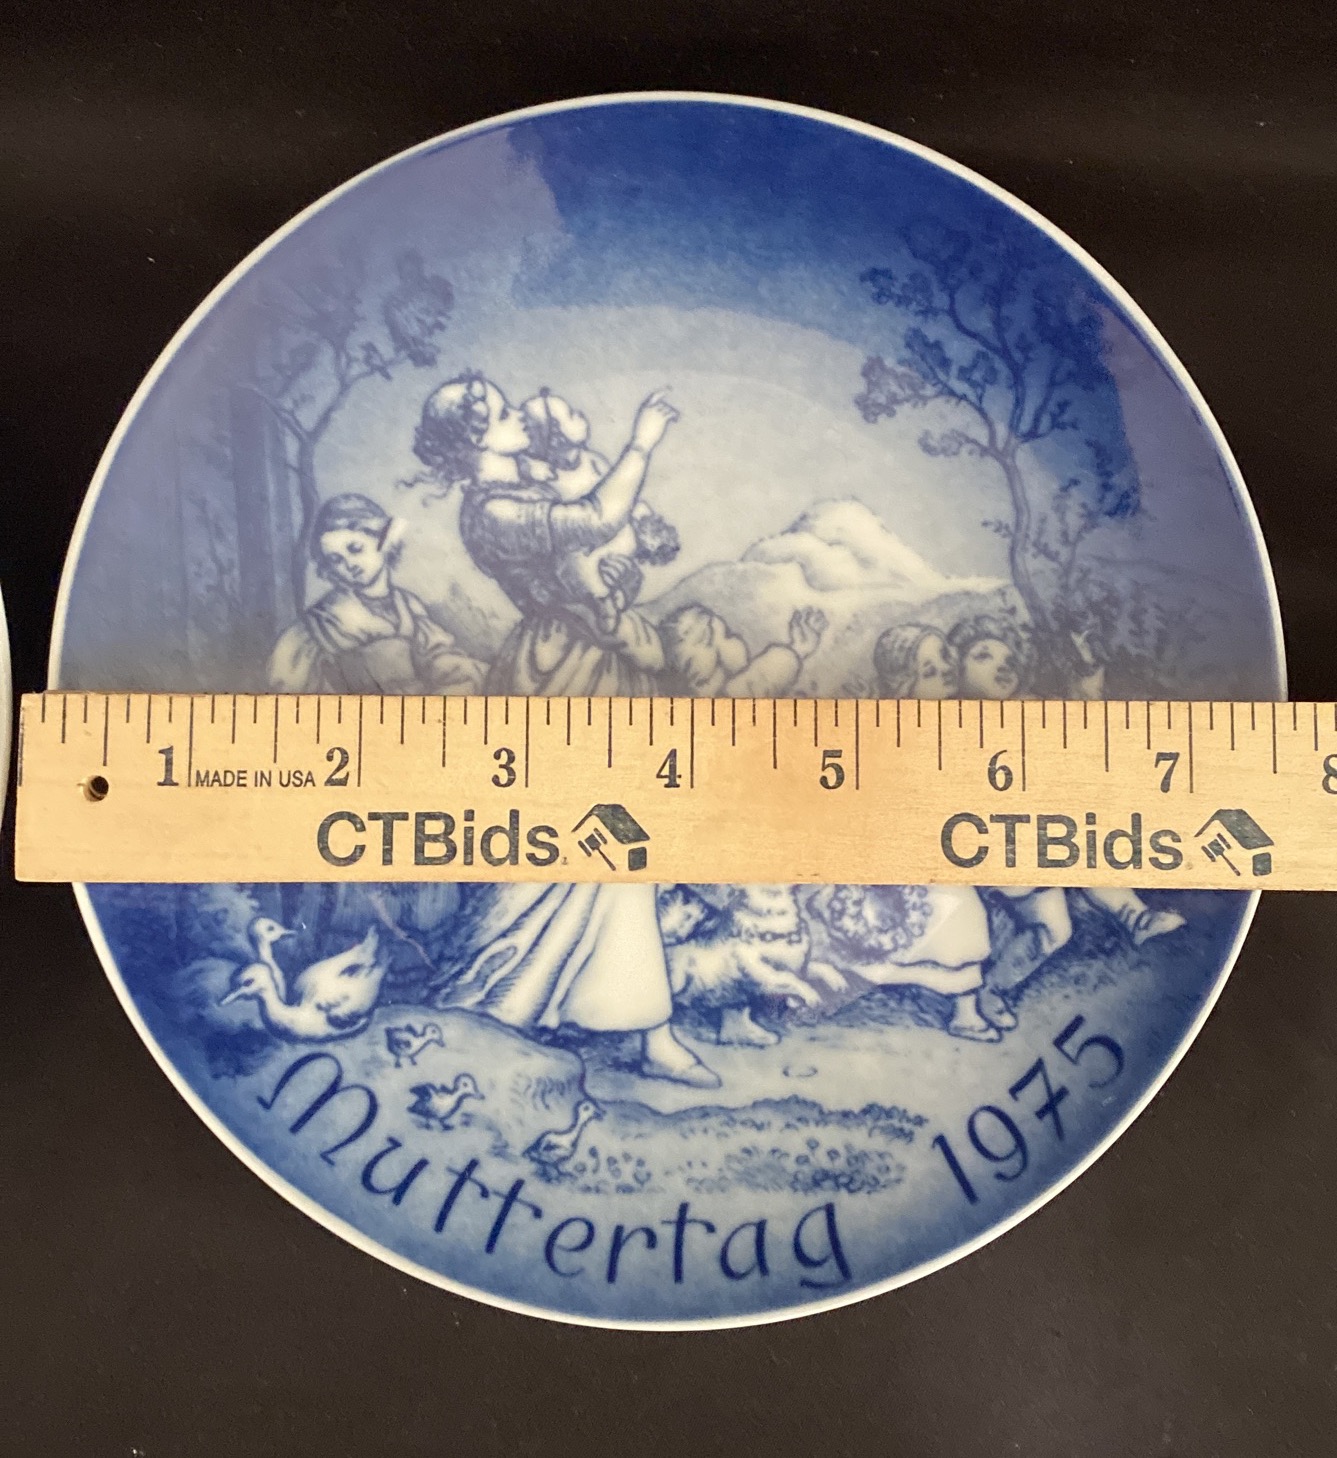 1 MADE IN USA 2 3 4 5 6 7 8
CTBids. CTBids.
Muttertag 1975